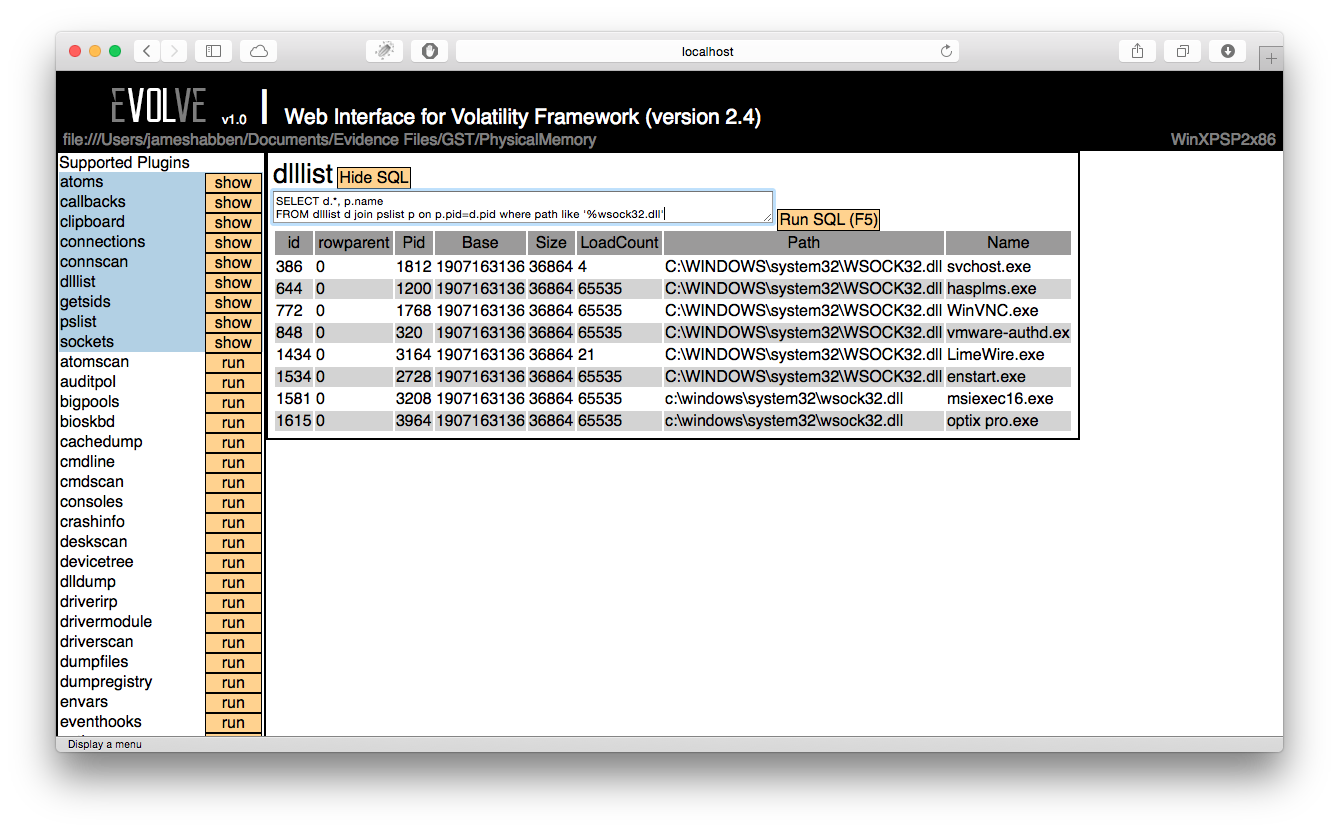 localhost
EVOLVE v1.0 | Web Interface for Volatility Framework (version 2.4)
file:///Users/jameshabben/Documents/Evidence Files/GST/PhysicalMemory WinXPSP2x86
Supported Plugins
atoms show
callbacks show
clipboard show
connections show
connscan show
dlllist show
getsids show
pslist show
sockets show
atomscan run
auditpol run
bigpools run
bioskbd run
cachedump run
cmdline run
cmdscan run
consoles run
crashinfo run
deskscan run
devicetree run
dlldump run
driverirp run
drivermodule run
driverscan run
dumpfiles run
dumpregistry run
envars run
eventhooks run
dlllist Hide SQL
SELECT d.*, p.name
FROM dlllist d join pslist p on p.pid=d.pid where path like '%wsock32.dll'
Run SQL (F5)
id rowparent Pid Base Size LoadCount Path Name
386 0 1812 1907163136 36864 4 C:\WINDOWS\system32\WSOCK32.dll svchost.exe
644 0 1200 1907163136 36864 65535 C:\WINDOWS\system32\WSOCK32.dll hasplms.exe
772 0 1768 1907163136 36864 65535 C:\WINDOWS\system32\WSOCK32.dll WinVNC.exe
848 0 320 1907163136 36864 65535 C:\WINDOWS\system32\WSOCK32.dll vmware-authd.ex
1434 0 3164 1907163136 36864 21 C:\WINDOWS\system32\WSOCK32.dll LimeWire.exe
1534 0 2728 1907163136 36864 65535 C:\WINDOWS\system32\WSOCK32.dll enstart.exe
1581 0 3208 1907163136 36864 65535 c:\windows\system32\wsock32.dll msiexec16.exe
1615 0 3964 1907163136 36864 65535 c:\windows\system32\wsock32.dll optix pro.exe
Display a menu